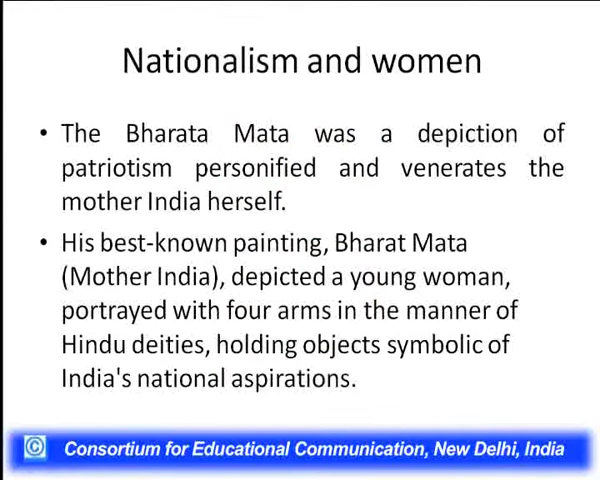 Nationalism and women
• The Bharata Mata was a depiction of
patriotism personified and venerates the
mother India herself.
• His best-known painting, Bharat Mata
(Mother India), depicted a young woman,
portrayed with four arms in the manner of
Hindu deities, holding objects symbolic of
India's national aspirations.
© Consortium for Educational Communication, New Delhi, India